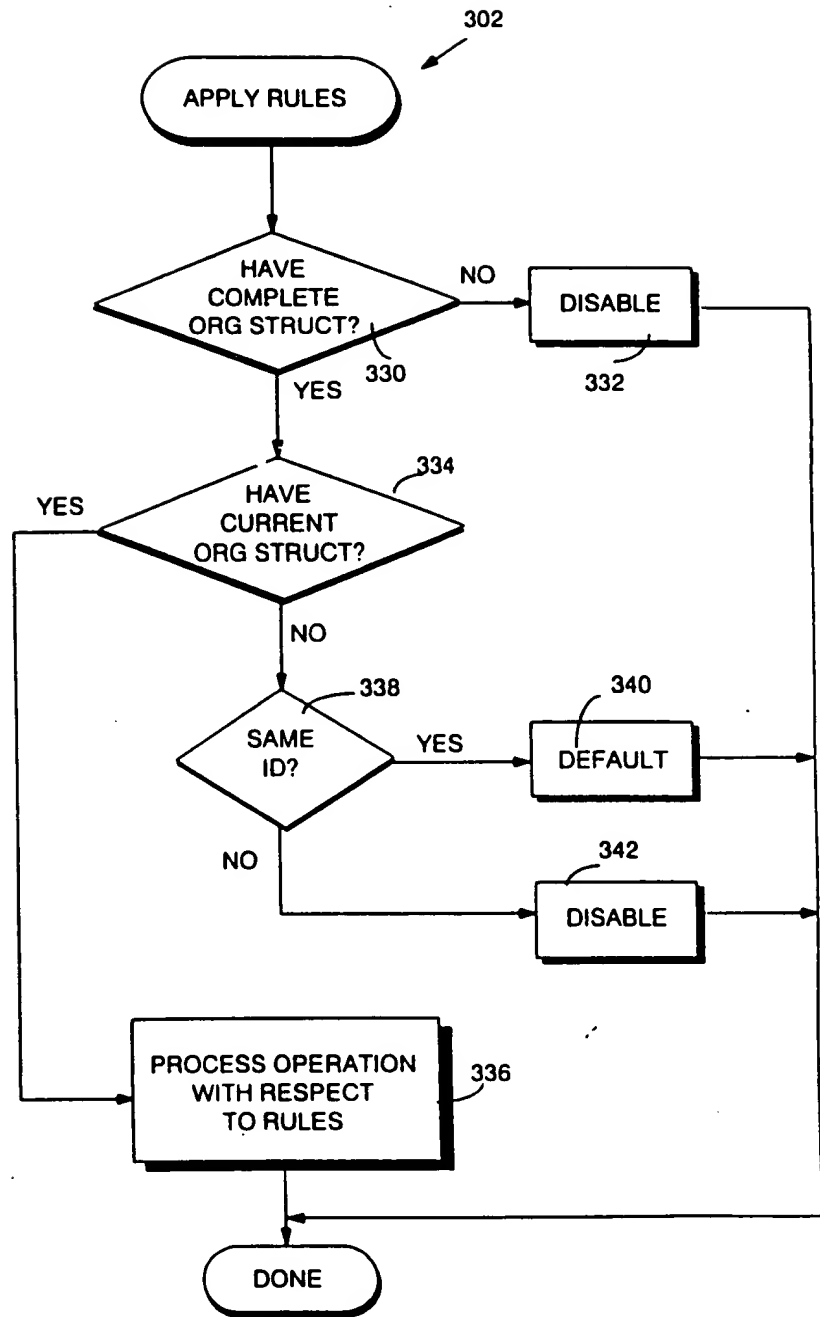 302
APPLY RULES
HAVE
COMPLETE
ORG STRUCT?
330
NO
DISABLE
332
YES
334
YES
HAVE
CURRENT
ORG STRUCT?
NO
338
SAME
ID?
YES
340
DEFAULT
NO
342
DISABLE
PROCESS OPERATION
WITH RESPECT
TO RULES
336
DONE